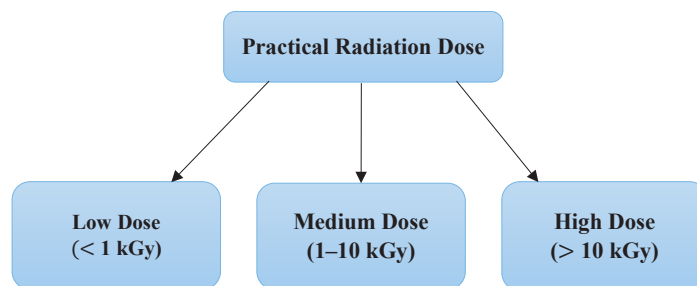 Practical Radiation Dose
Low Dose
(< 1 kGy)
Medium Dose
(1–10 kGy)
High Dose
(> 10 kGy)